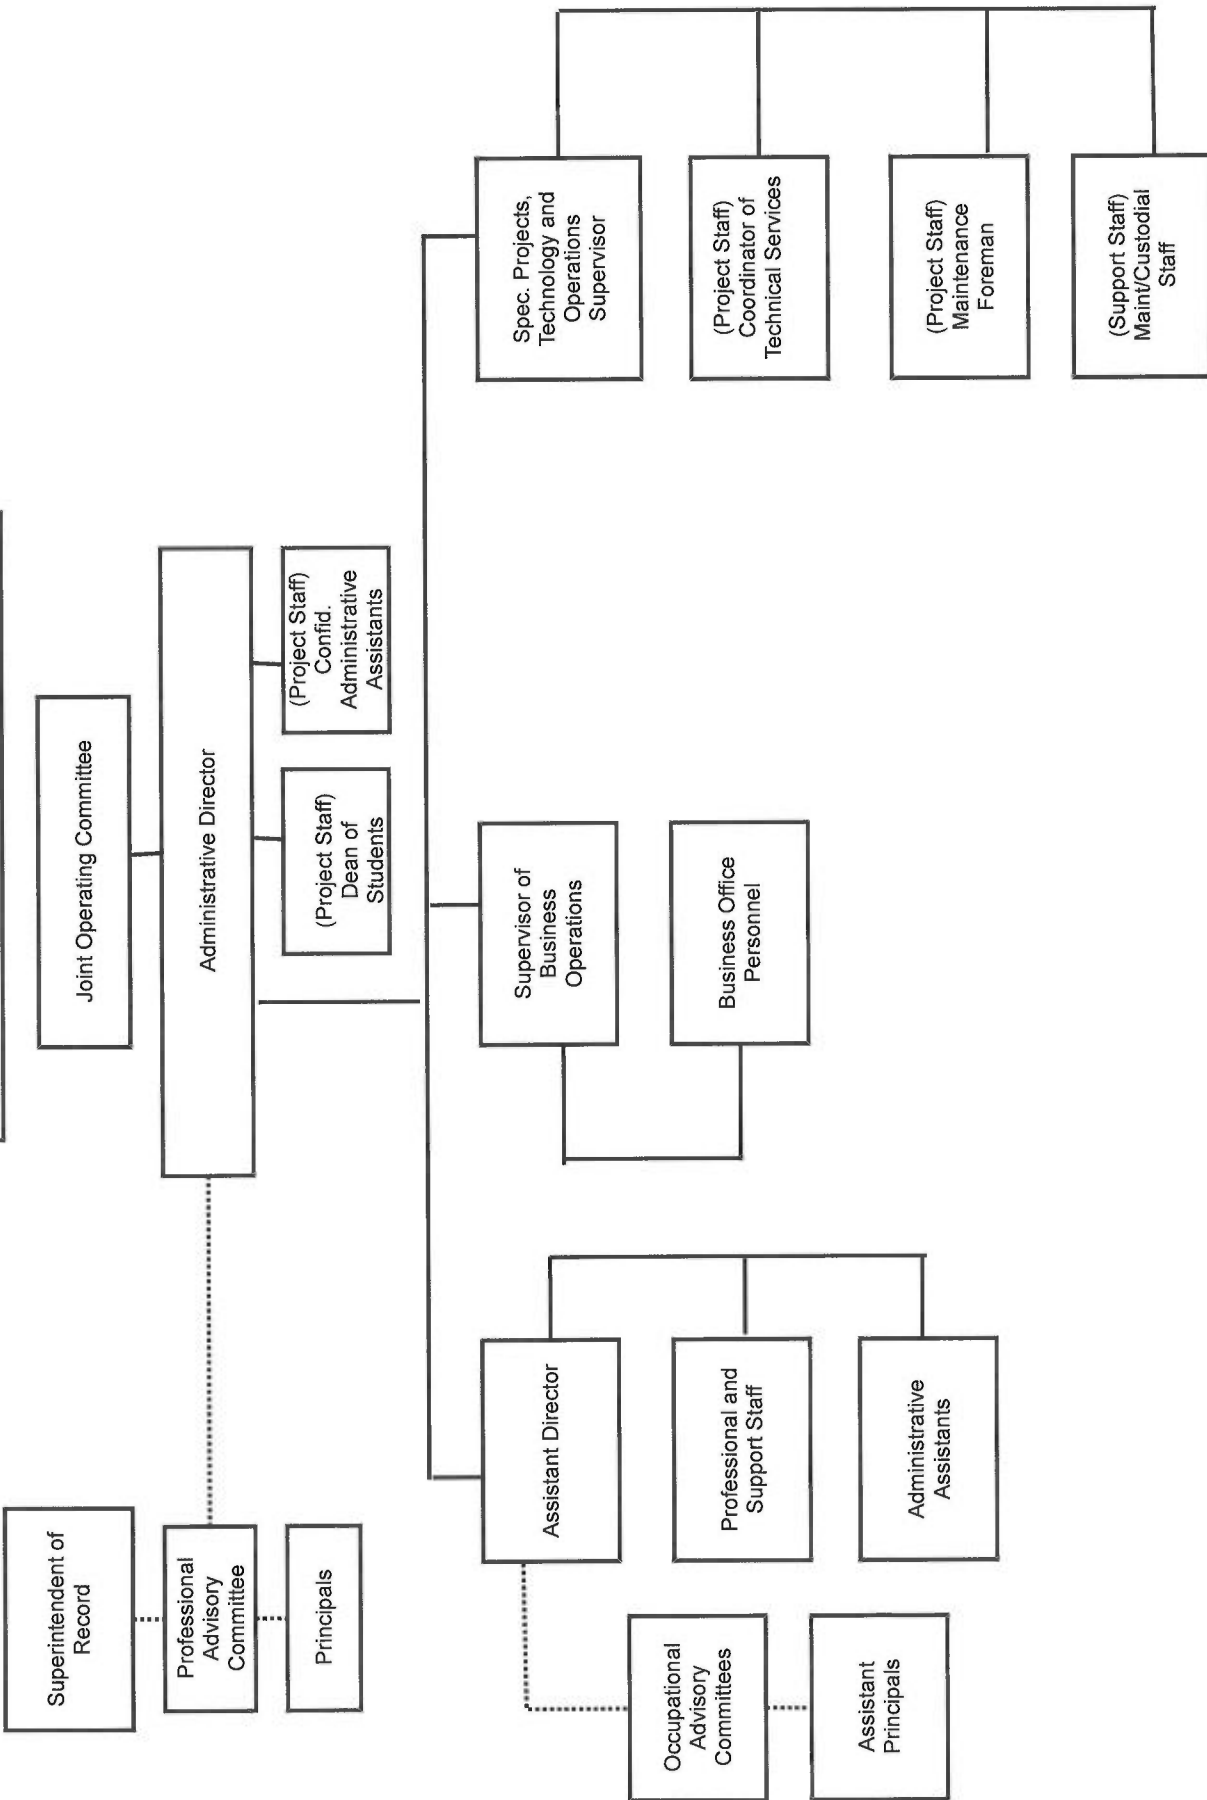 Joint Operating Committee
Superintendent of
Record
Administrative Director
Professional
Advisory
Committee
Principals
(Project Staff)
Dean of
Students
(Project Staff)
Confid.
Administrative
Assistants
Assistant Director
Supervisor of
Business
Operations
Spec. Projects,
Technology and
Operations
Supervisor
Occupational
Advisory
Committees
Professional and
Support Staff
Business Office
Personnel
(Project Staff)
Coordinator of
Technical Services
Assistant
Principals
Administrative
Assistants
(Project Staff)
Maintenance
Foreman
(Support Staff)
Maint/Custodial
Staff